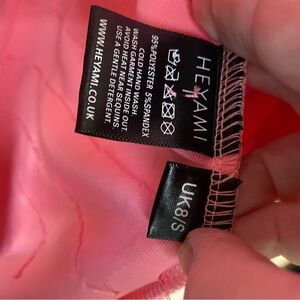 HEYAMI
95%POLYESTER 5%SPANDEX
COLD HAND WASH.
WASH GARMENT INSIDE OUT.
AVOID HEAT NEAR SEQUINS.
USE A GENTLE DETERGENT.
WWW.HEYAMI.CO.UK
UK8/S